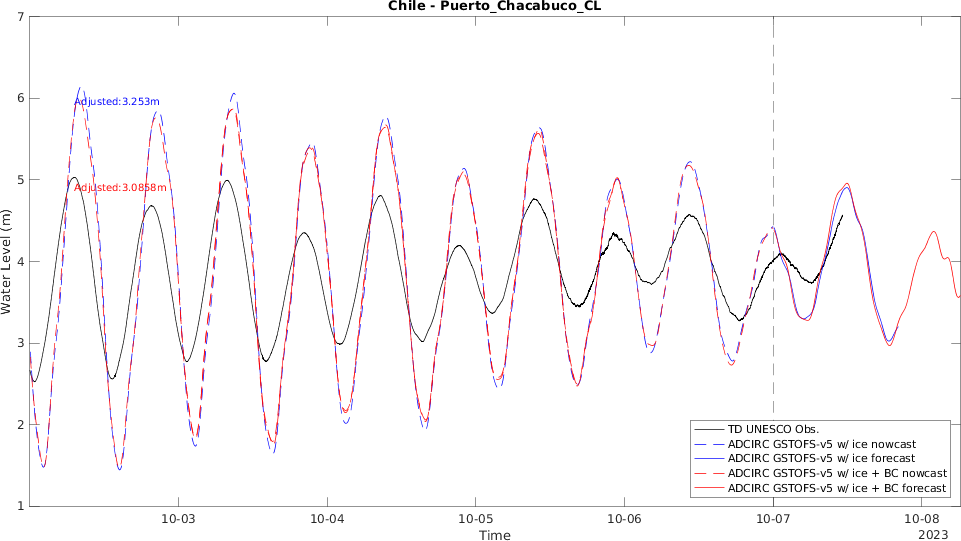 Chile - Puerto_Chacabuco_CL
7
6
5
4
3
2
1
Water Level (m)
Adjusted:3.253m
Adjusted:3.0858m
TD UNESCO Obs.
ADCIRC GSTOFS-v5 w/ ice nowcast
ADCIRC GSTOFS-v5 w/ ice forecast
ADCIRC GSTOFS-v5 w/ ice + BC nowcast
ADCIRC GSTOFS-v5 w/ ice + BC forecast
10-03 10-04 10-05 10-06 10-07 10-08
Time
2023